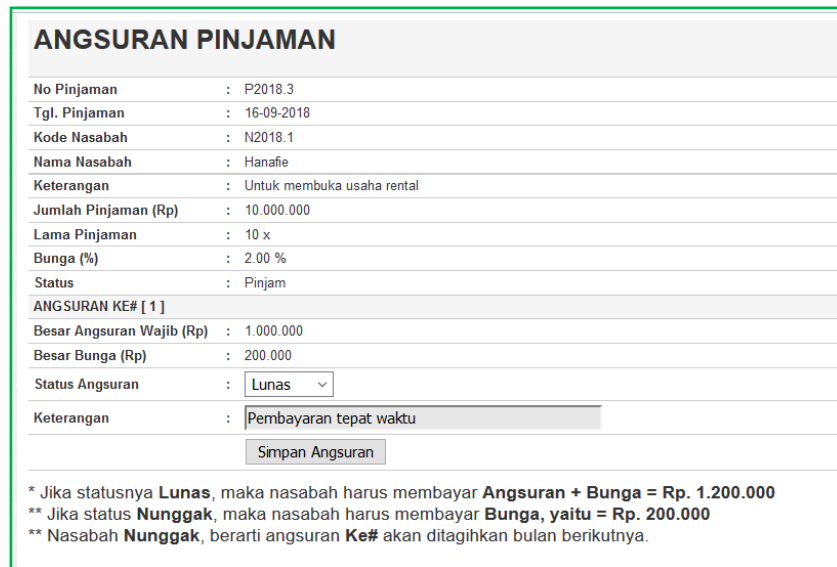 ANGSURAN PINJAMAN
No Pinjaman : P2018.3
Tgl. Pinjaman : 16-09-2018
Kode Nasabah : N2018.1
Nama Nasabah : Hanafie
Keterangan : Untuk membuka usaha rental
Jumlah Pinjaman (Rp) : 10.000.000
Lama Pinjaman : 10 x
Bunga (%) : 2.00 %
Status : Pinjam
ANGSURAN KE# [ 1 ]
Besar Angsuran Wajib (Rp) : 1.000.000
Besar Bunga (Rp) : 200.000
Status Angsuran : Lunas
Keterangan : Pembayaran tepat waktu
Simpan Angsuran
* Jika statusnya Lunas, maka nasabah harus membayar Angsuran + Bunga = Rp. 1.200.000
** Jika status Nunggak, maka nasabah harus membayar Bunga, yaitu = Rp. 200.000
** Nasabah Nunggak, berarti angsuran Ke# akan ditagihkan bulan berikutnya.